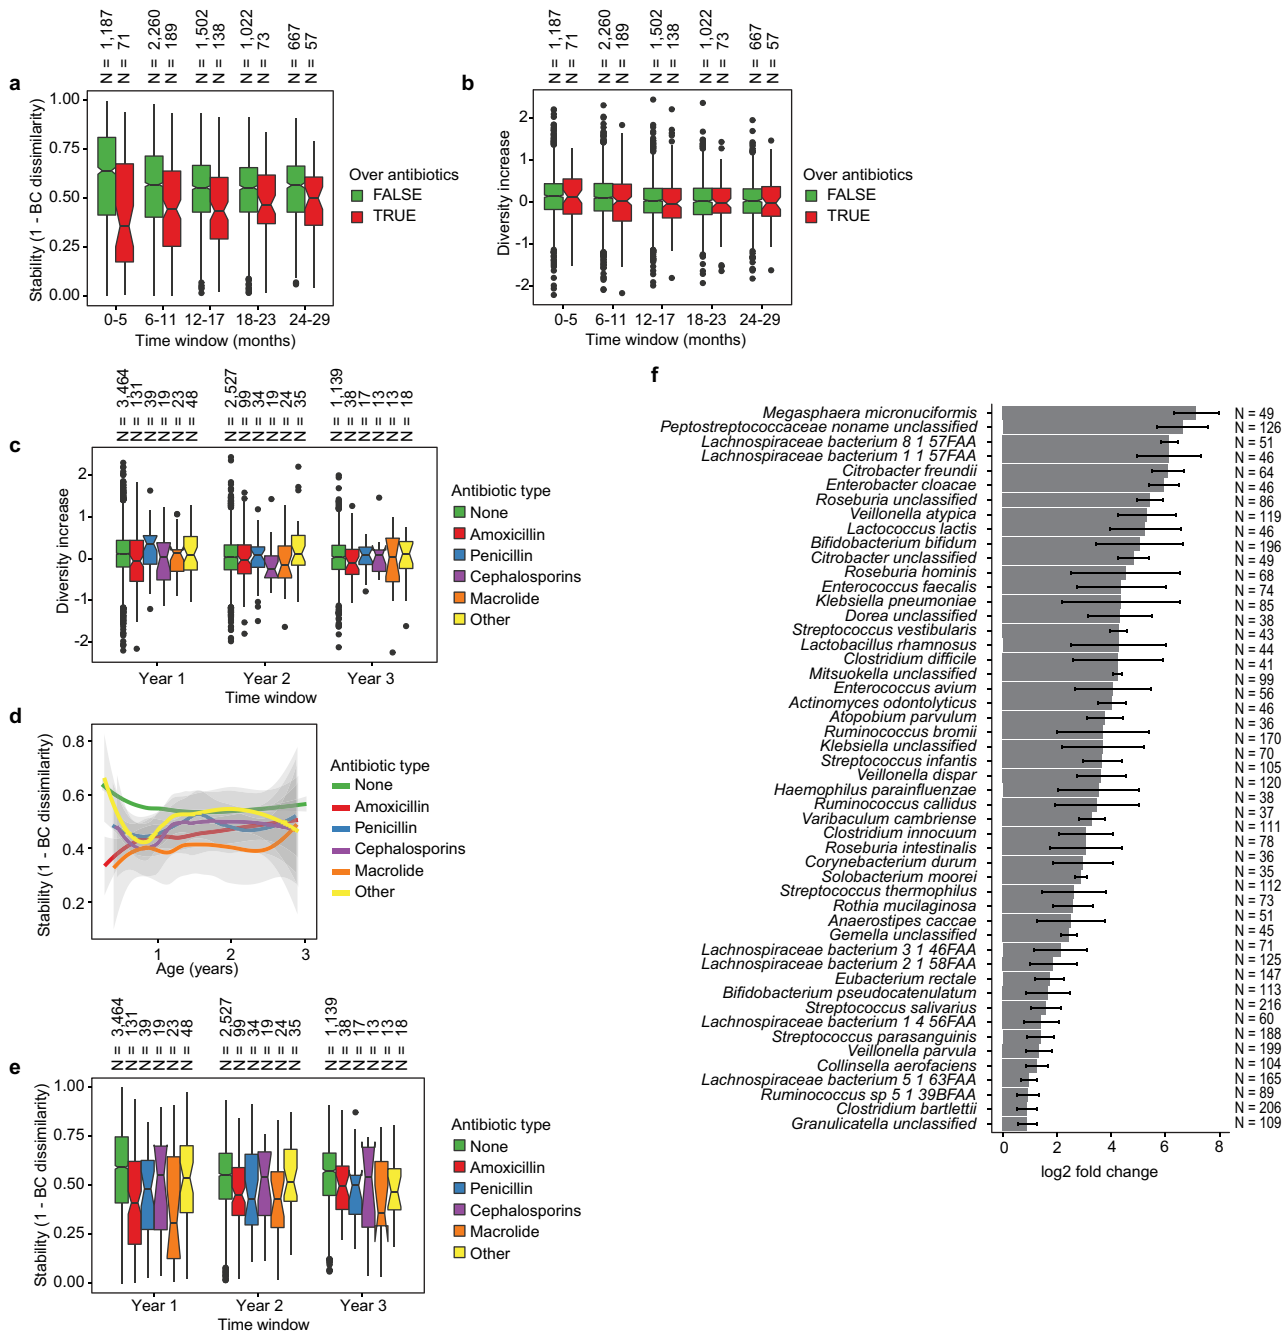 a
N = 1,187
N = 71
N = 2,260
N = 189
N = 1,502
N = 138
N = 1,022
N = 73
N = 667
N = 57
Stability (1 - BC dissimilarity)
1.00
0.75
0.50
0.25
0.00
0-5
6-11
12-17
18-23
24-29
Time window (months)
Over antibiotics
FALSE
TRUE
b
N = 1,187
N = 71
N = 2,260
N = 189
N = 1,502
N = 138
N = 1,022
N = 73
N = 667
N = 57
Diversity increase
2
1
0
-1
-2
0-5
6-11
12-17
18-23
24-29
Time window (months)
Over antibiotics
FALSE
TRUE
c
N = 3,464
N = 131
N = 39
N = 19
N = 23
N = 48
N = 2,527
N = 99
N = 34
N = 19
N = 24
N = 35
N = 1,139
N = 38
N = 17
N = 13
N = 13
N = 18
Diversity increase
2
1
0
-1
-2
Year 1
Year 2
Year 3
Time window
Antibiotic type
None
Amoxicillin
Penicillin
Cephalosporins
Macrolide
Other
d
Stability (1 - BC dissimilarity)
0.8
0.6
0.4
0.2
1
2
3
Age (years)
Antibiotic type
None
Amoxicillin
Penicillin
Cephalosporins
Macrolide
Other
e
N = 3,464
N = 131
N = 39
N = 19
N = 23
N = 48
N = 2,527
N = 99
N = 34
N = 19
N = 24
N = 35
N = 1,139
N = 38
N = 17
N = 13
N = 13
N = 18
Stability (1 - BC dissimilarity)
1.00
0.75
0.50
0.25
0.00
Year 1
Year 2
Year 3
Time window
Antibiotic type
None
Amoxicillin
Penicillin
Cephalosporins
Macrolide
Other
f
Megasphaera micronuciformis
Peptostreptococcaceae noname unclassified
Lachnospiraceae bacterium 8 1 57FAA
Lachnospiraceae bacterium 1 1 57FAA
Citrobacter freundii
Enterobacter cloacae
Roseburia unclassified
Veillonella atypica
Lactococcus lactis
Bifidobacterium bifidum
Citrobacter unclassified
Roseburia hominis
Enterococcus faecalis
Klebsiella pneumoniae
Dorea unclassified
Streptococcus vestibularis
Lactobacillus rhamnosus
Clostridium difficile
Mitsuokella unclassified
Enterococcus avium
Actinomyces odontolyticus
Atopobium parvulum
Ruminococcus bromii
Klebsiella unclassified
Streptococcus infantis
Veillonella dispar
Haemophilus parainfluenzae
Ruminococcus callidus
Varibaculum cambriense
Clostridium innocuum
Roseburia intestinalis
Corynebacterium durum
Solobacterium moorei
Streptococcus thermophilus
Rothia mucilaginosa
Anaerostipes caccae
Gemella unclassified
Lachnospiraceae bacterium 3 1 46FAA
Lachnospiraceae bacterium 2 1 58FAA
Eubacterium rectale
Bifidobacterium pseudocatenulatum
Streptococcus salivarius
Lachnospiraceae bacterium 1 4 56FAA
Streptococcus parasanguinis
Veillonella parvula
Collinsella aerofaciens
Lachnospiraceae bacterium 5 1 63FAA
Ruminococcus sp 5 1 39BFAA
Clostridium bartlettii
Granulicatella unclassified
N = 49
N = 126
N = 51
N = 46
N = 64
N = 46
N = 86
N = 119
N = 46
N = 196
N = 49
N = 68
N = 74
N = 85
N = 38
N = 43
N = 44
N = 41
N = 99
N = 56
N = 46
N = 36
N = 170
N = 70
N = 105
N = 120
N = 38
N = 37
N = 111
N = 78
N = 36
N = 35
N = 112
N = 73
N = 51
N = 45
N = 71
N = 125
N = 147
N = 113
N = 216
N = 60
N = 188
N = 199
N = 104
N = 165
N = 89
N = 206
N = 109
0
2
4
6
8
log2 fold change